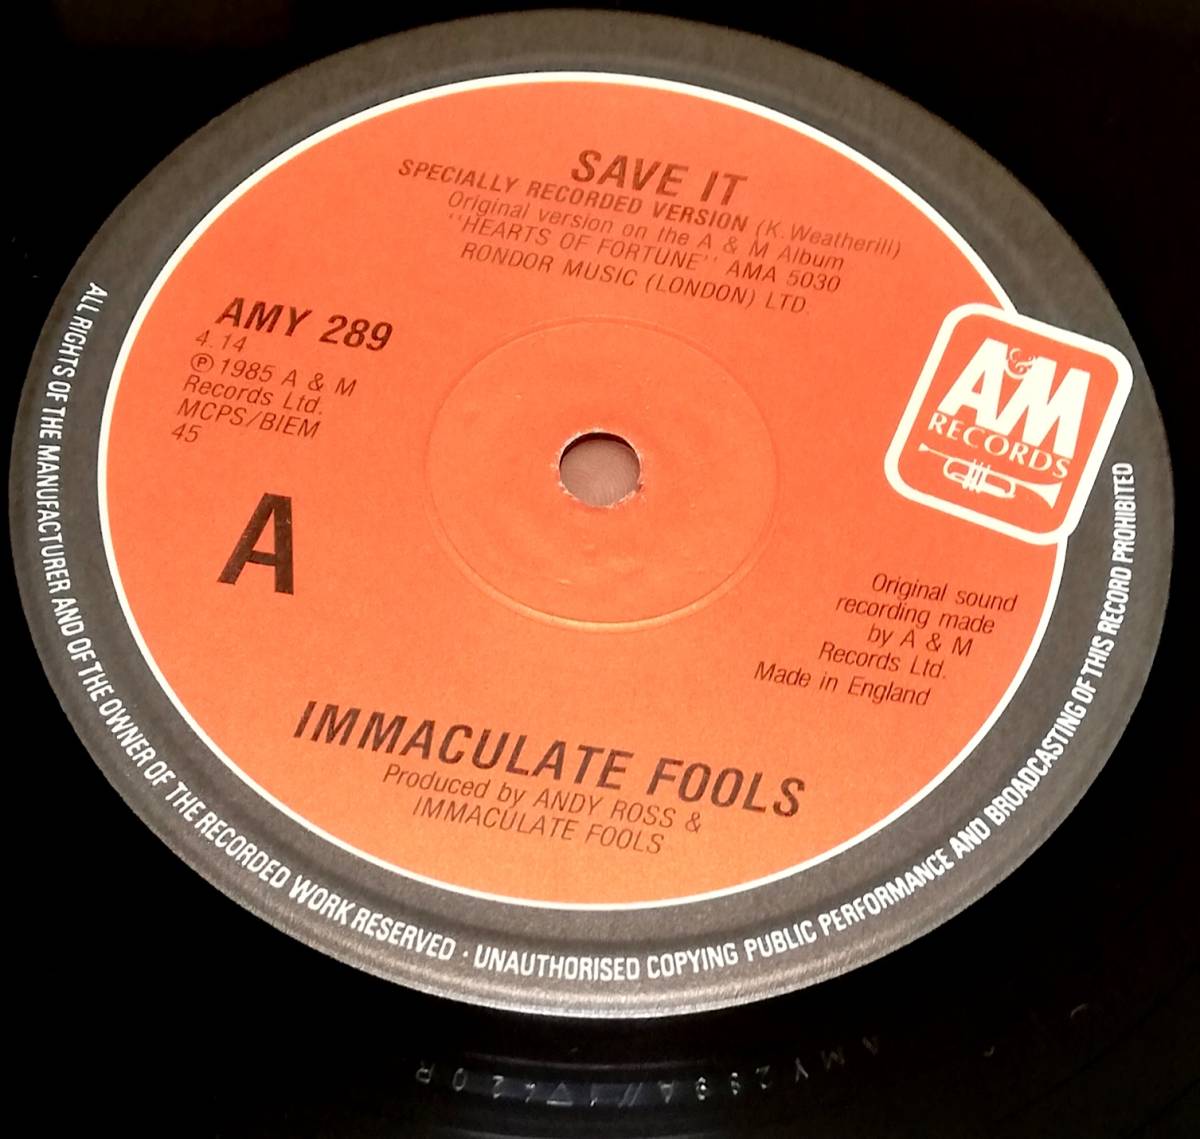 SAVE IT
SPECIALLY RECORDED VERSION (K. Weatherill)
Original version on the A & M Album
"HEARTS OF FORTUNE" AMA 5030
RONDOR MUSIC (LONDON) LTD.
AMY 289
4.14
℗ 1985 A & M
Records Ltd.
MCPS/BIEM
45
A
A&M
RECORDS
Original sound
recording made
by A & M
Records Ltd.
Made in England
IMMACULATE FOOLS
Produced by ANDY ROSS &
IMMACULATE FOOLS
ALL RIGHTS OF THE MANUFACTURER AND OF THE OWNER OF THE RECORDED WORK RESERVED · UNAUTHORISED COPYING PUBLIC PERFORMANCE AND BROADCASTING OF THIS RECORD PROHIBITED